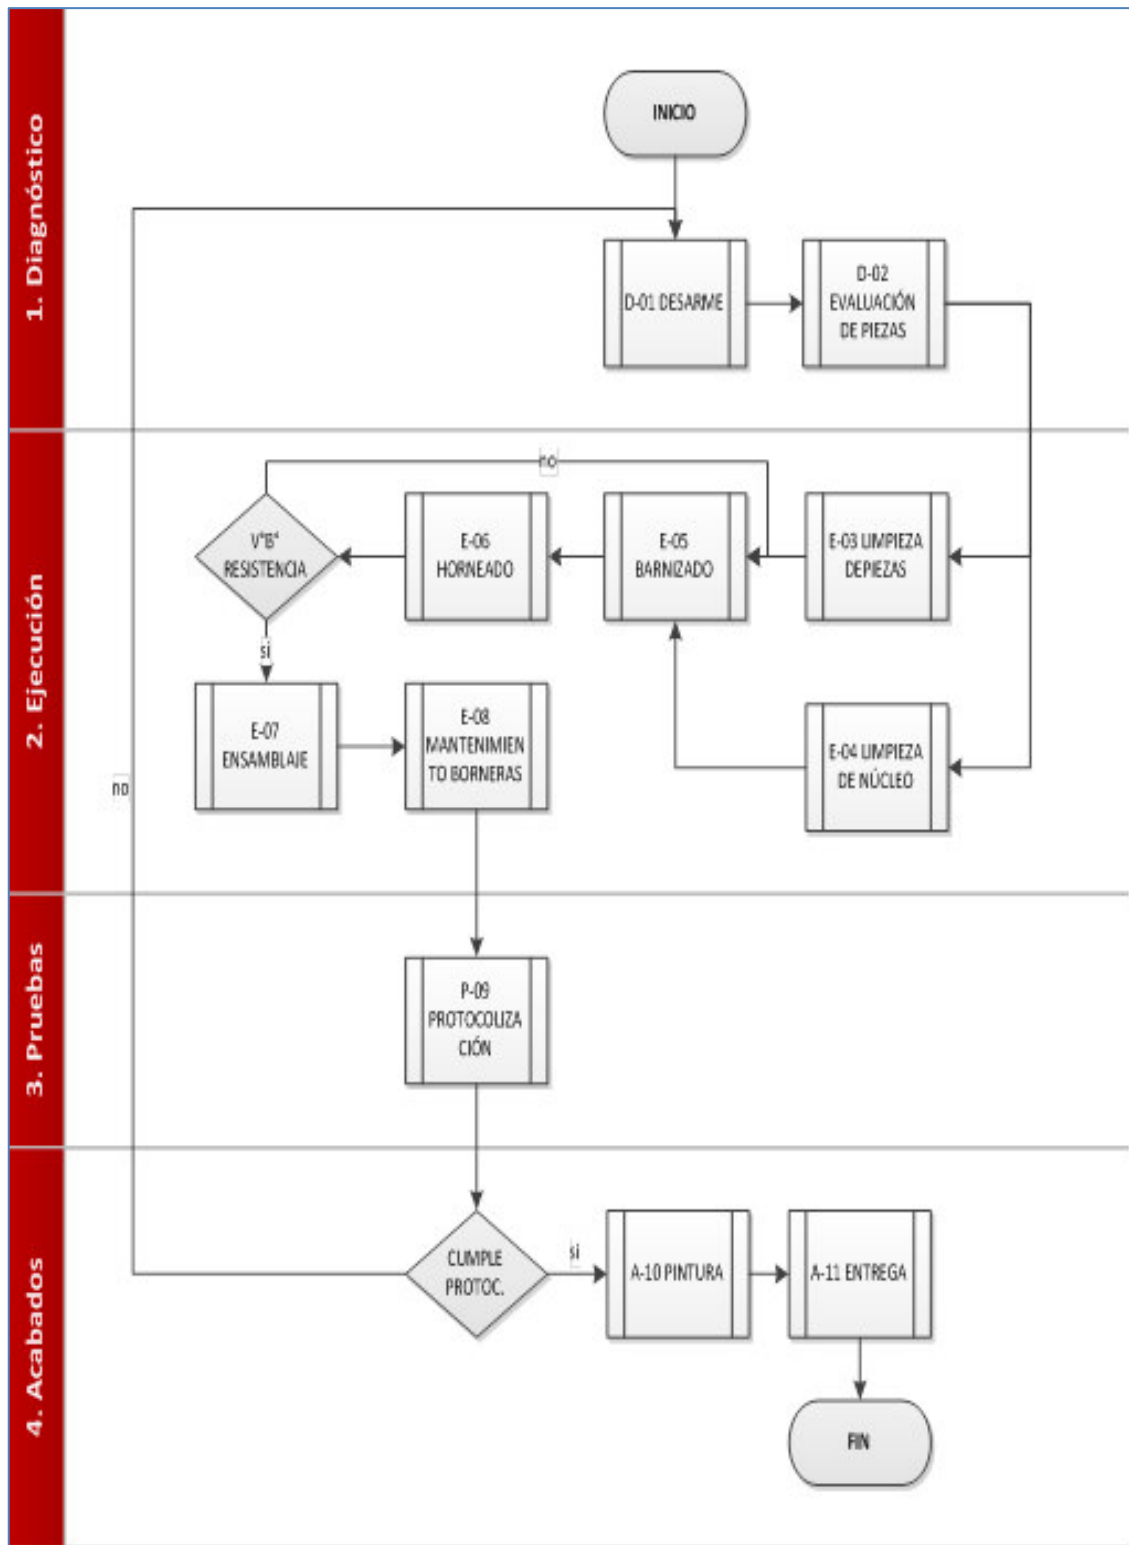 1. Diagnóstico
INICIO
D-01 DESARME
D-02
EVALUACIÓN
DE PIEZAS
2. Ejecución
no
V°B°
RESISTENCIA
E-06
HORNEADO
E-05
BARNIZADO
E-03 LIMPIEZA
DEPIEZAS
si
E-07
ENSAMBLAJE
E-08
MANTENIMIEN
TO BORNERAS
E-04 LIMPIEZA
DE NÚCLEO
no
3. Pruebas
P-09
PROTOCOLIZA
CIÓN
4. Acabados
CUMPLE
PROTOC.
si
A-10 PINTURA
A-11 ENTREGA
FIN